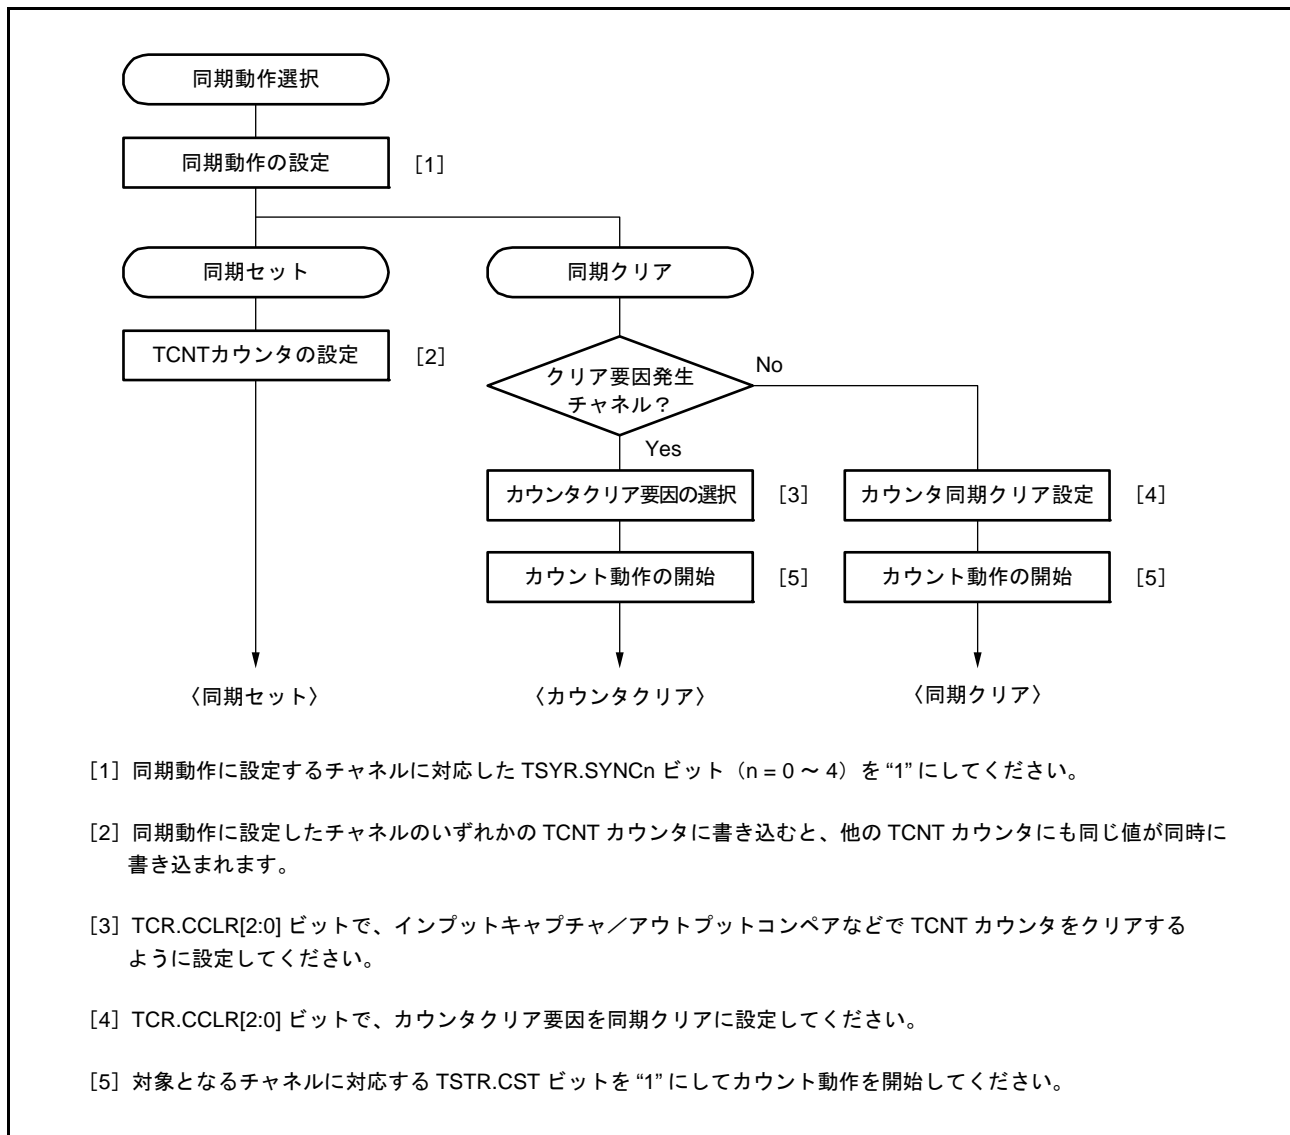 同期動作選択
同期動作の設定 ［1］
同期セット 同期クリア
TCNTカウンタの設定 ［2］
クリア要因発生
チャネル？
No
Yes
カウンタクリア要因の選択 ［3］ カウンタ同期クリア設定 ［4］
カウント動作の開始 ［5］ カウント動作の開始 ［5］
〈同期セット〉 〈カウンタクリア〉 〈同期クリア〉
［1］同期動作に設定するチャネルに対応した TSYR.SYNCn ビット（n = 0 ～ 4）を “1” にしてください。
［2］同期動作に設定したチャネルのいずれかの TCNT カウンタに書き込むと、他の TCNT カウンタにも同じ値が同時に
書き込まれます。
［3］TCR.CCLR[2:0] ビットで、インプットキャプチャ／アウトプットコンペアなどで TCNT カウンタをクリアする
ように設定してください。
［4］TCR.CCLR[2:0] ビットで、カウンタクリア要因を同期クリアに設定してください。
［5］対象となるチャネルに対応する TSTR.CST ビットを “1” にしてカウント動作を開始してください。